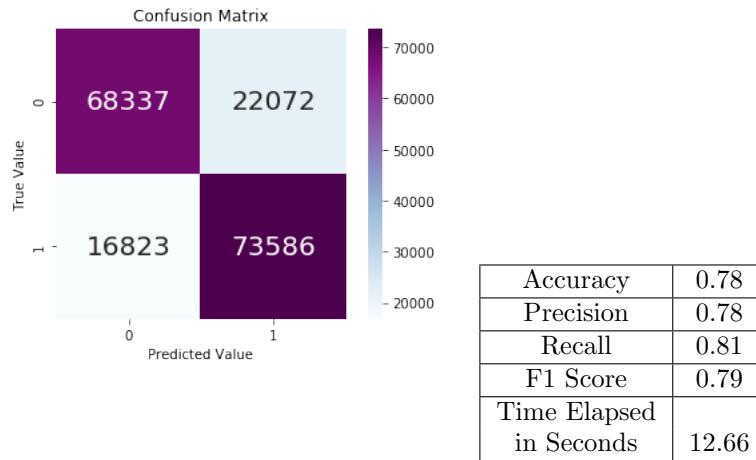 Confusion Matrix
True Value
0
68337 22072
1
16823 73586
0 1
Predicted Value
70000
60000
50000
40000
30000
20000
Accuracy 0.78
Precision 0.78
Recall 0.81
F1 Score 0.79
Time Elapsed
in Seconds 12.66